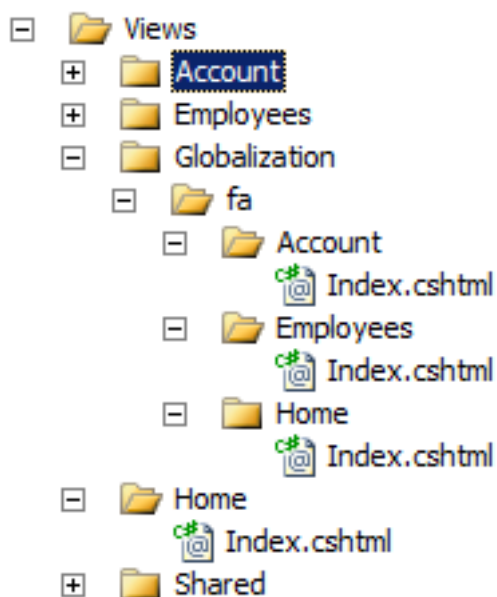 Views
Account
Employees
Globalization
fa
Account
Index.cshtml
Employees
Index.cshtml
Home
Index.cshtml
Home
Index.cshtml
Shared